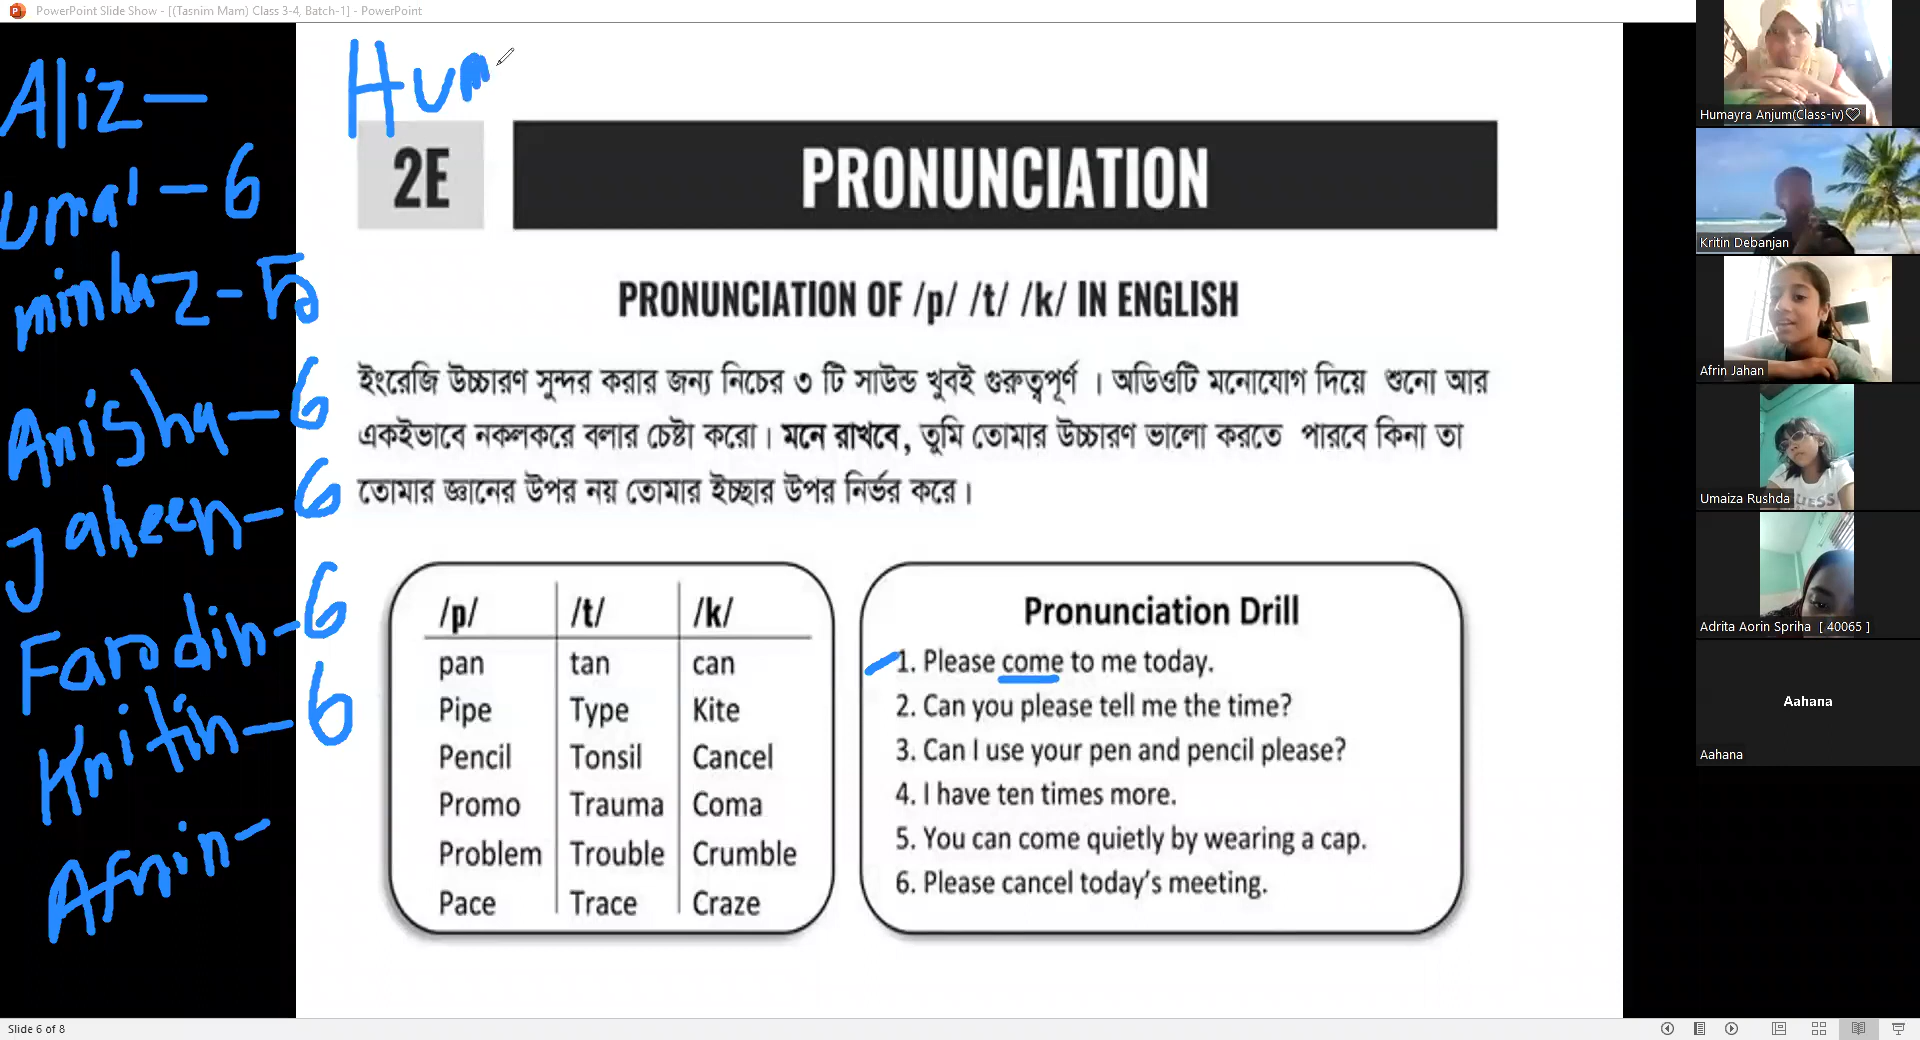 PowerPoint Slide Show - [(Tasnim Mam) Class 3-4, Batch-1] - PowerPoint
Aliz —
Umai — 6
minhaz -
Anisha — 6
Jaheen - 6
Farodin - 6
Kritin - 6
Afrin -
Hum
2E
PRONUNCIATION
PRONUNCIATION OF /p/ /t/ /k/ IN ENGLISH
ইংরেজি উচ্চারণ সুন্দর করার জন্য নিচের ৩ টি সাউন্ড খুবই গুরুত্বপূর্ণ । অডিওটি মনোযোগ দিয়ে শুনো আর
একইভাবে নকলকরে বলার চেষ্টা করো। মনে রাখবে, তুমি তোমার উচ্চারণ ভালো করতে পারবে কিনা তা
তোমার জ্ঞানের উপর নয় তোমার ইচ্ছার উপর নির্ভর করে।
/p/ /t/ /k/
pan tan can
Pipe Type Kite
Pencil Tonsil Cancel
Promo Trauma Coma
Problem Trouble Crumble
Pace Trace Craze
Pronunciation Drill
1. Please come to me today.
2. Can you please tell me the time?
3. Can I use your pen and pencil please?
4. I have ten times more.
5. You can come quietly by wearing a cap.
6. Please cancel today's meeting.
Humayra Anjum(Class-iv)♡
Kritin Debanjan
Afrin Jahan
GUESS
Umaiza Rushda
Adrita Aorin Spriha [ 40065 ]
Aahana
Aahana
Slide 6 of 8